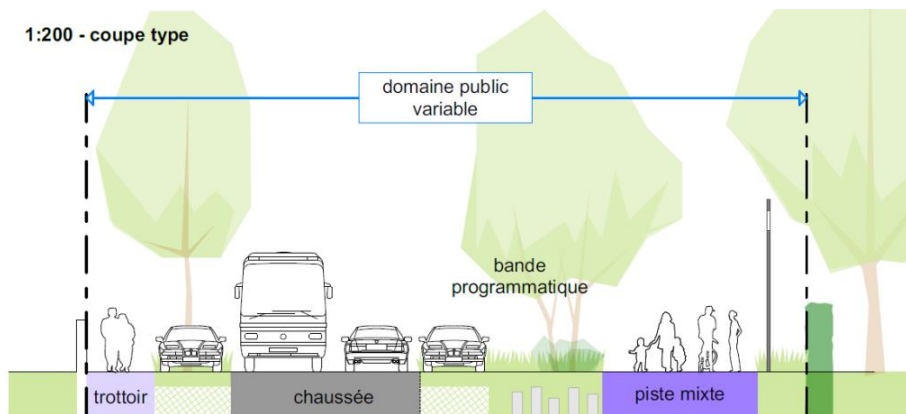 1:200 - coupe type
domaine public
variable
bande
programmatique
trottoir
chaussée
piste mixte